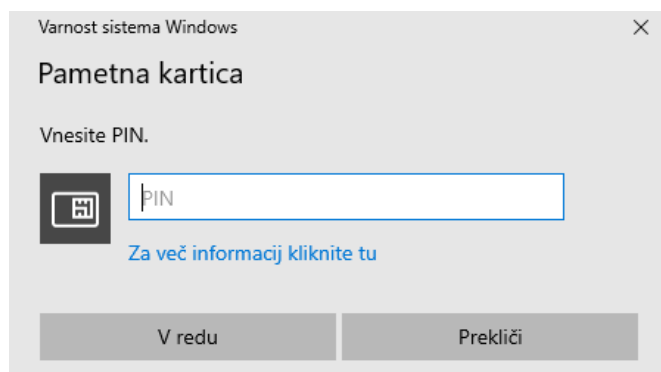 Varnost sistema Windows
Pametna kartica
Vnesite PIN.
PIN
Za več informacij kliknite tu
V redu
Prekliči